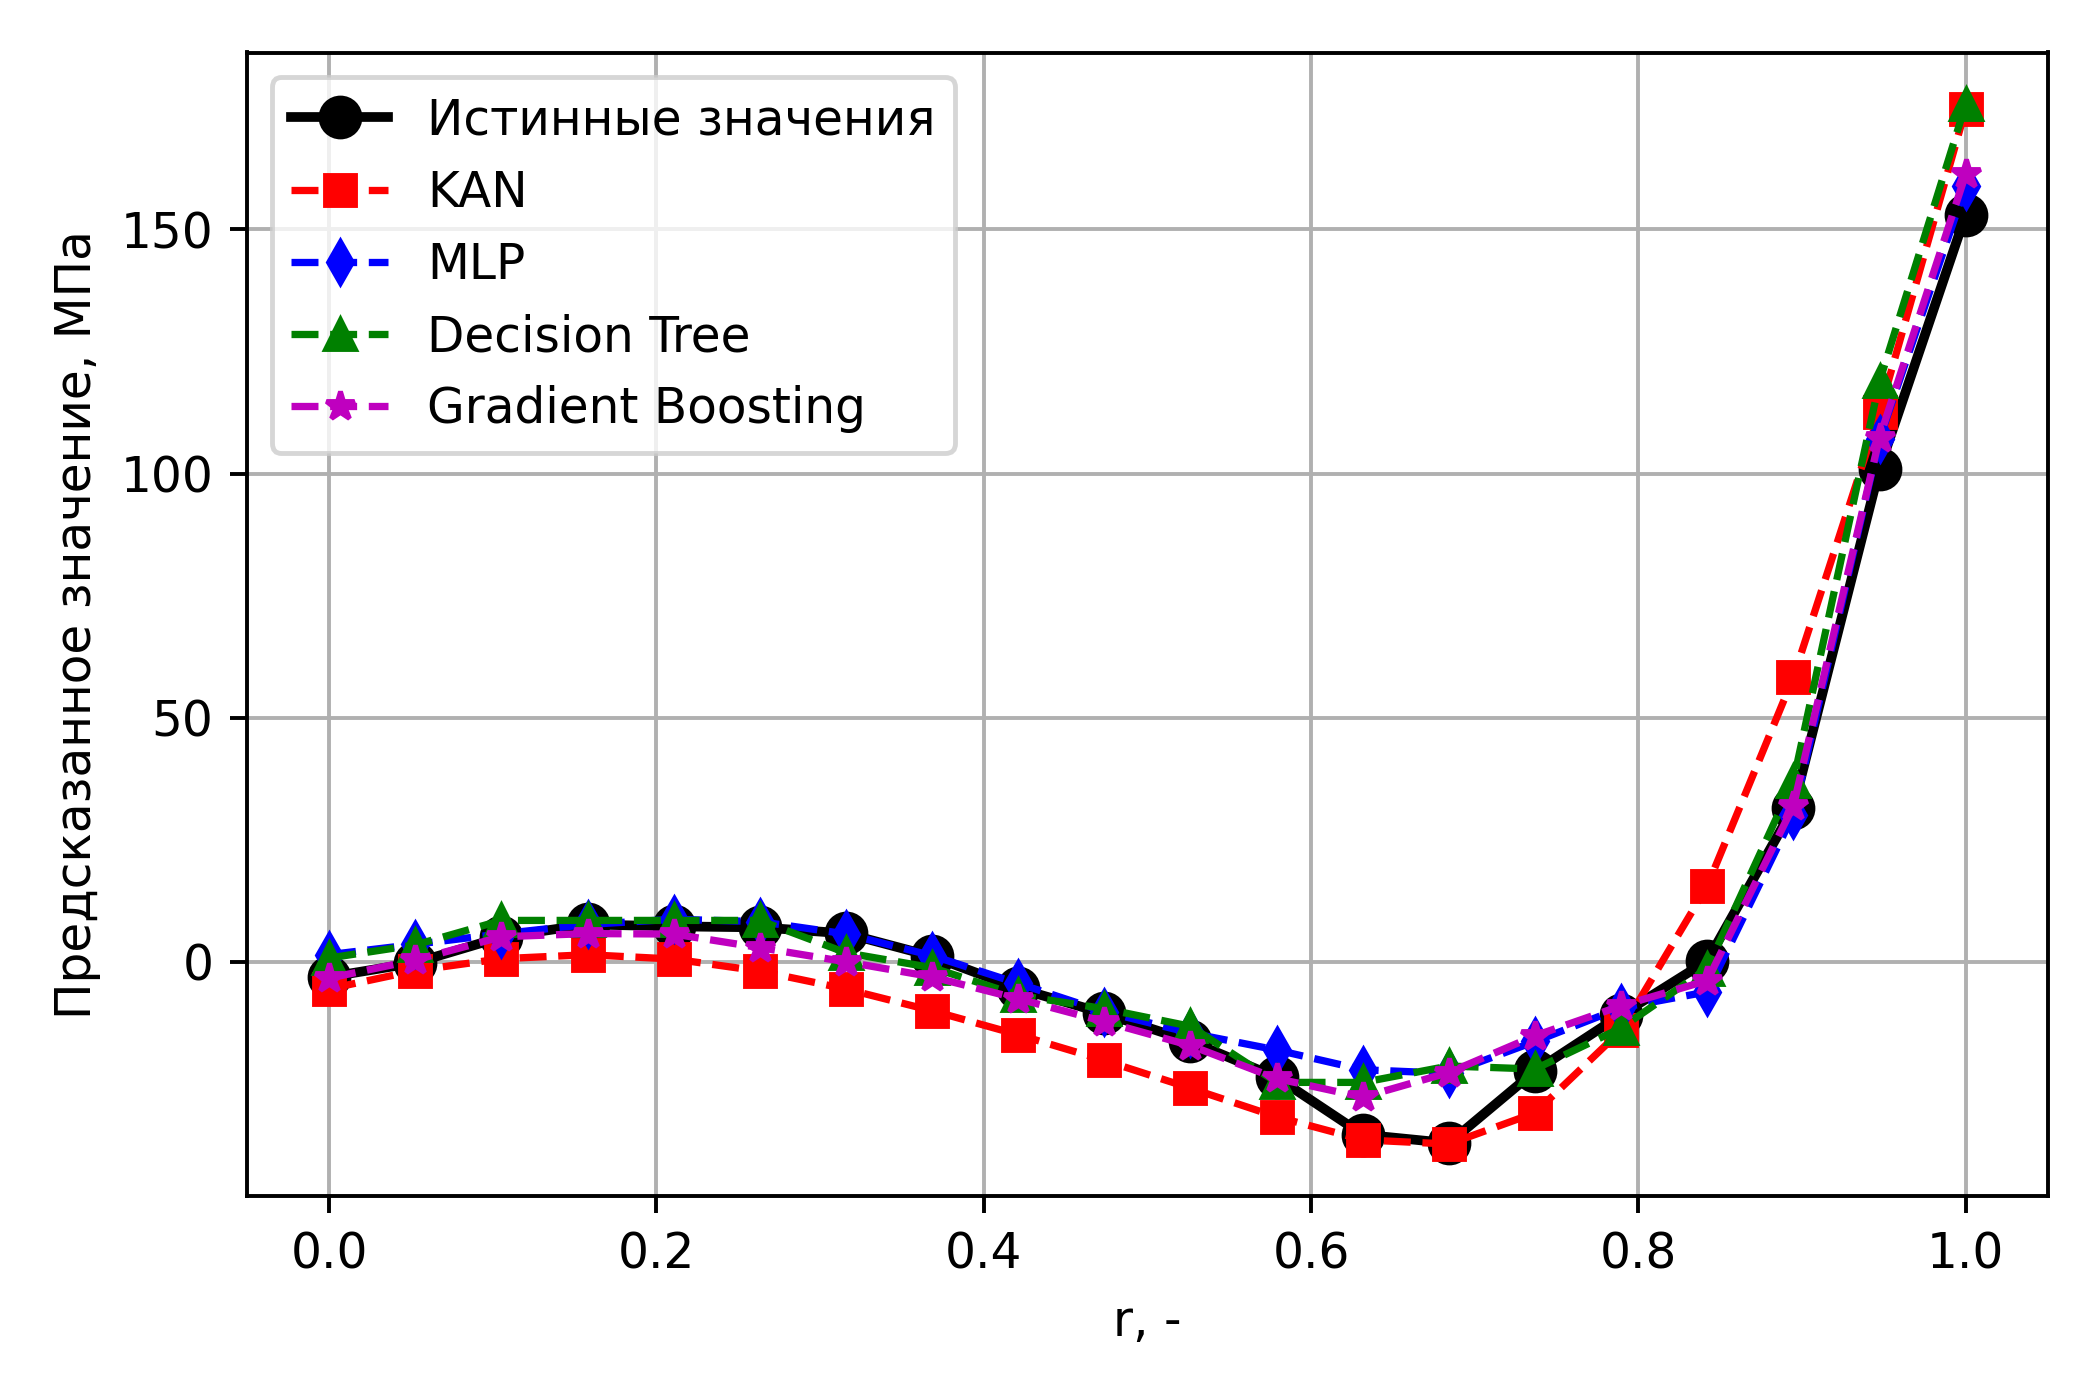 Истинные значения
KAN
MLP
Decision Tree
Gradient Boosting
Предсказанное значение, МПа
150
100
50
0
0.0 0.2 0.4 0.6 0.8 1.0
r, -